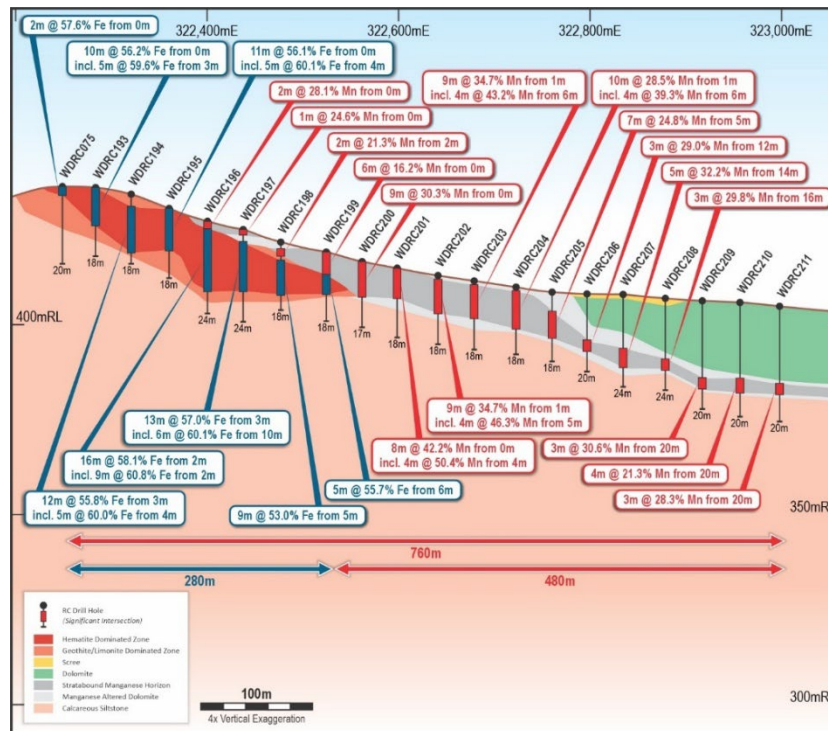 322,400mE
322,600mE
322,800mE
323,000mE
2m @ 57.6% Fe from 0m
10m @ 56.2% Fe from 0m
incl. 5m @ 59.6% Fe from 3m
11m @ 56.1% Fe from 0m
incl. 5m @ 60.1% Fe from 4m
2m @ 28.1% Mn from 0m
1m @ 24.6% Mn from 0m
2m @ 21.3% Mn from 2m
6m @ 16.2% Mn from 0m
9m @ 30.3% Mn from 0m
9m @ 34.7% Mn from 1m
incl. 4m @ 43.2% Mn from 6m
10m @ 28.5% Mn from 1m
incl. 4m @ 39.3% Mn from 6m
7m @ 24.8% Mn from 5m
3m @ 29.0% Mn from 12m
5m @ 32.2% Mn from 14m
3m @ 29.8% Mn from 16m
WDRC075
WDRC193
WDRC194
WDRC195
WDRC196
WDRC197
WDRC198
WDRC199
WDRC200
WDRC201
WDRC202
WDRC203
WDRC204
WDRC205
WDRC206
WDRC207
WDRC208
WDRC209
WDRC210
WDRC211
20m
18m
18m
18m
24m
24m
18m
18m
17m
18m
18m
18m
18m
18m
20m
24m
24m
20m
20m
20m
400mRL
13m @ 57.0% Fe from 3m
incl. 6m @ 60.1% Fe from 10m
16m @ 58.1% Fe from 2m
incl. 9m @ 60.8% Fe from 2m
12m @ 55.8% Fe from 3m
incl. 5m @ 60.0% Fe from 4m
9m @ 53.0% Fe from 5m
5m @ 55.7% Fe from 6m
9m @ 34.7% Mn from 1m
incl. 4m @ 46.3% Mn from 5m
8m @ 42.2% Mn from 0m
incl. 4m @ 50.4% Mn from 4m
3m @ 30.6% Mn from 20m
4m @ 21.3% Mn from 20m
3m @ 28.3% Mn from 20m
350mRL
760m
280m
480m
RC Drill Hole
(Significant Intersection)
Hematite Dominated Zone
Geothite/Limonite Dominated Zone
Scree
Dolomite
Stratabound Manganese Horizon
Manganese Altered Dolomite
Calcareous Siltstone
100m
4x Vertical Exaggeration
300mRL